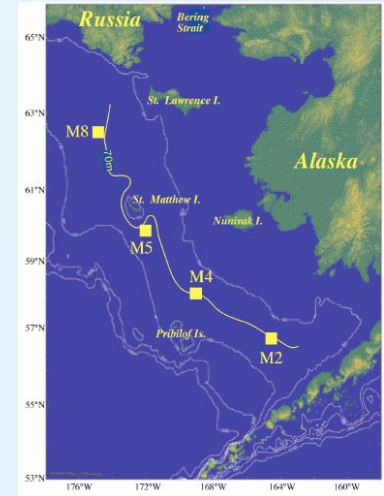 Russia
Bering
Strait
65°N
St. Lawrence I.
63°N
M8
70m
Alaska
61°N
St. Matthew I.
Nunivak I.
M5
59°N
M4
57°N
Pribilof Is.
M2
55°N
53°N
176°W
172°W
168°W
164°W
160°W